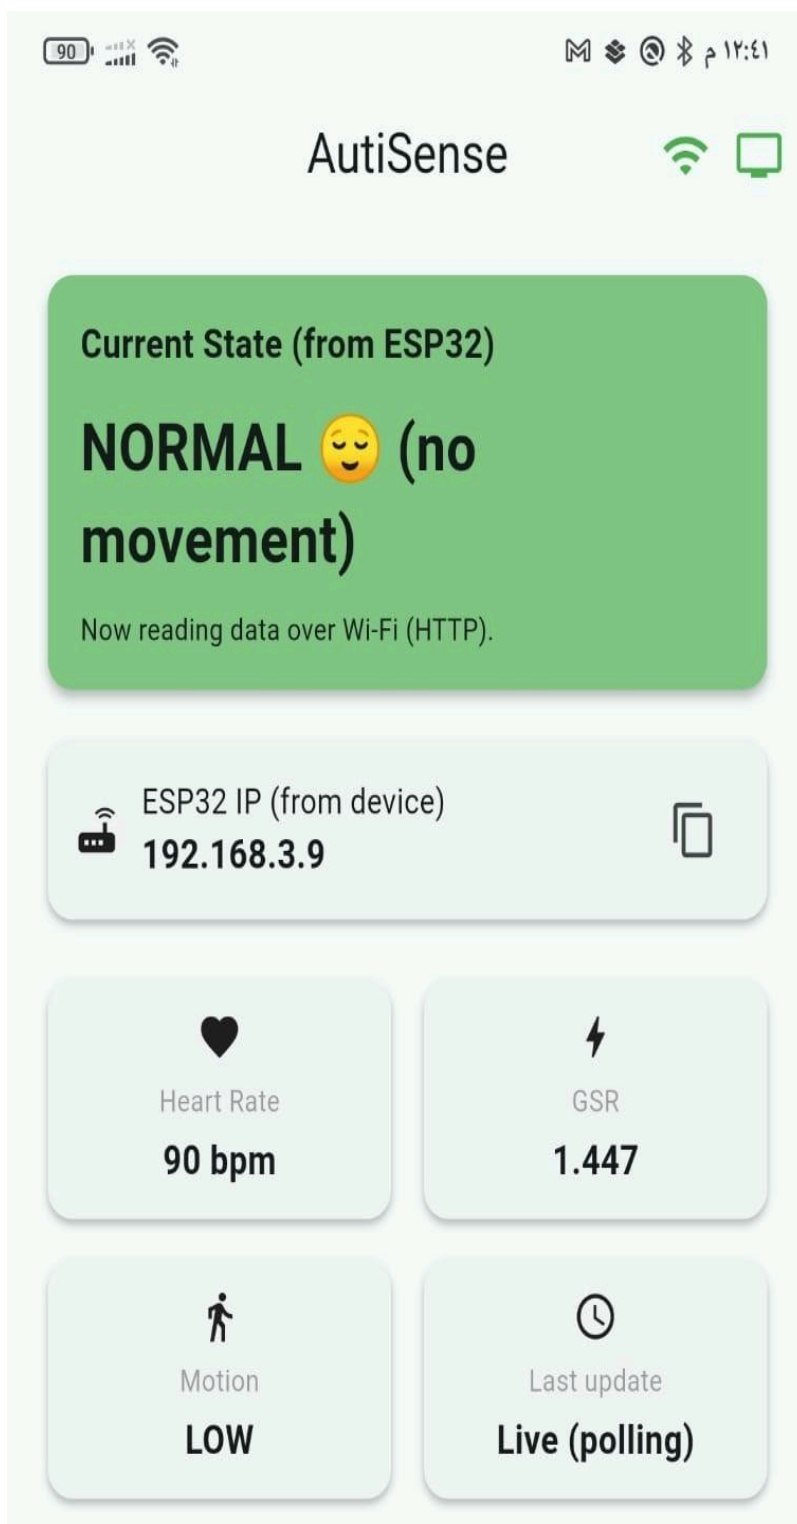 90
م ١٢:٤١
AutiSense
Current State (from ESP32)
NORMAL 😌 (no
movement)
Now reading data over Wi-Fi (HTTP).
ESP32 IP (from device)
192.168.3.9
Heart Rate
90 bpm
GSR
1.447
Motion
LOW
Last update
Live (polling)